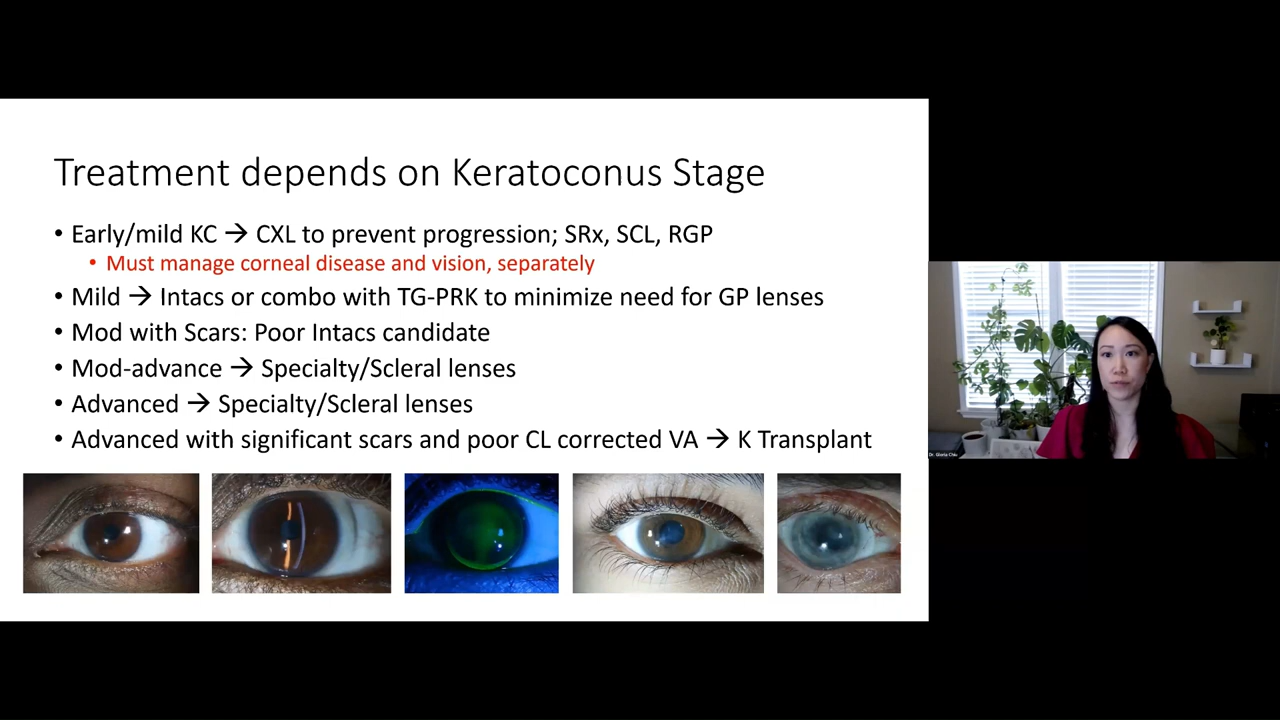 Treatment depends on Keratoconus Stage
• Early/mild KC → CXL to prevent progression; SRx, SCL, RGP
• Must manage corneal disease and vision, separately
• Mild → Intacs or combo with TG-PRK to minimize need for GP lenses
• Mod with Scars: Poor Intacs candidate
• Mod-advance → Specialty/Scleral lenses
• Advanced → Specialty/Scleral lenses
• Advanced with significant scars and poor CL corrected VA → K Transplant
Dr. Gloria Chiu